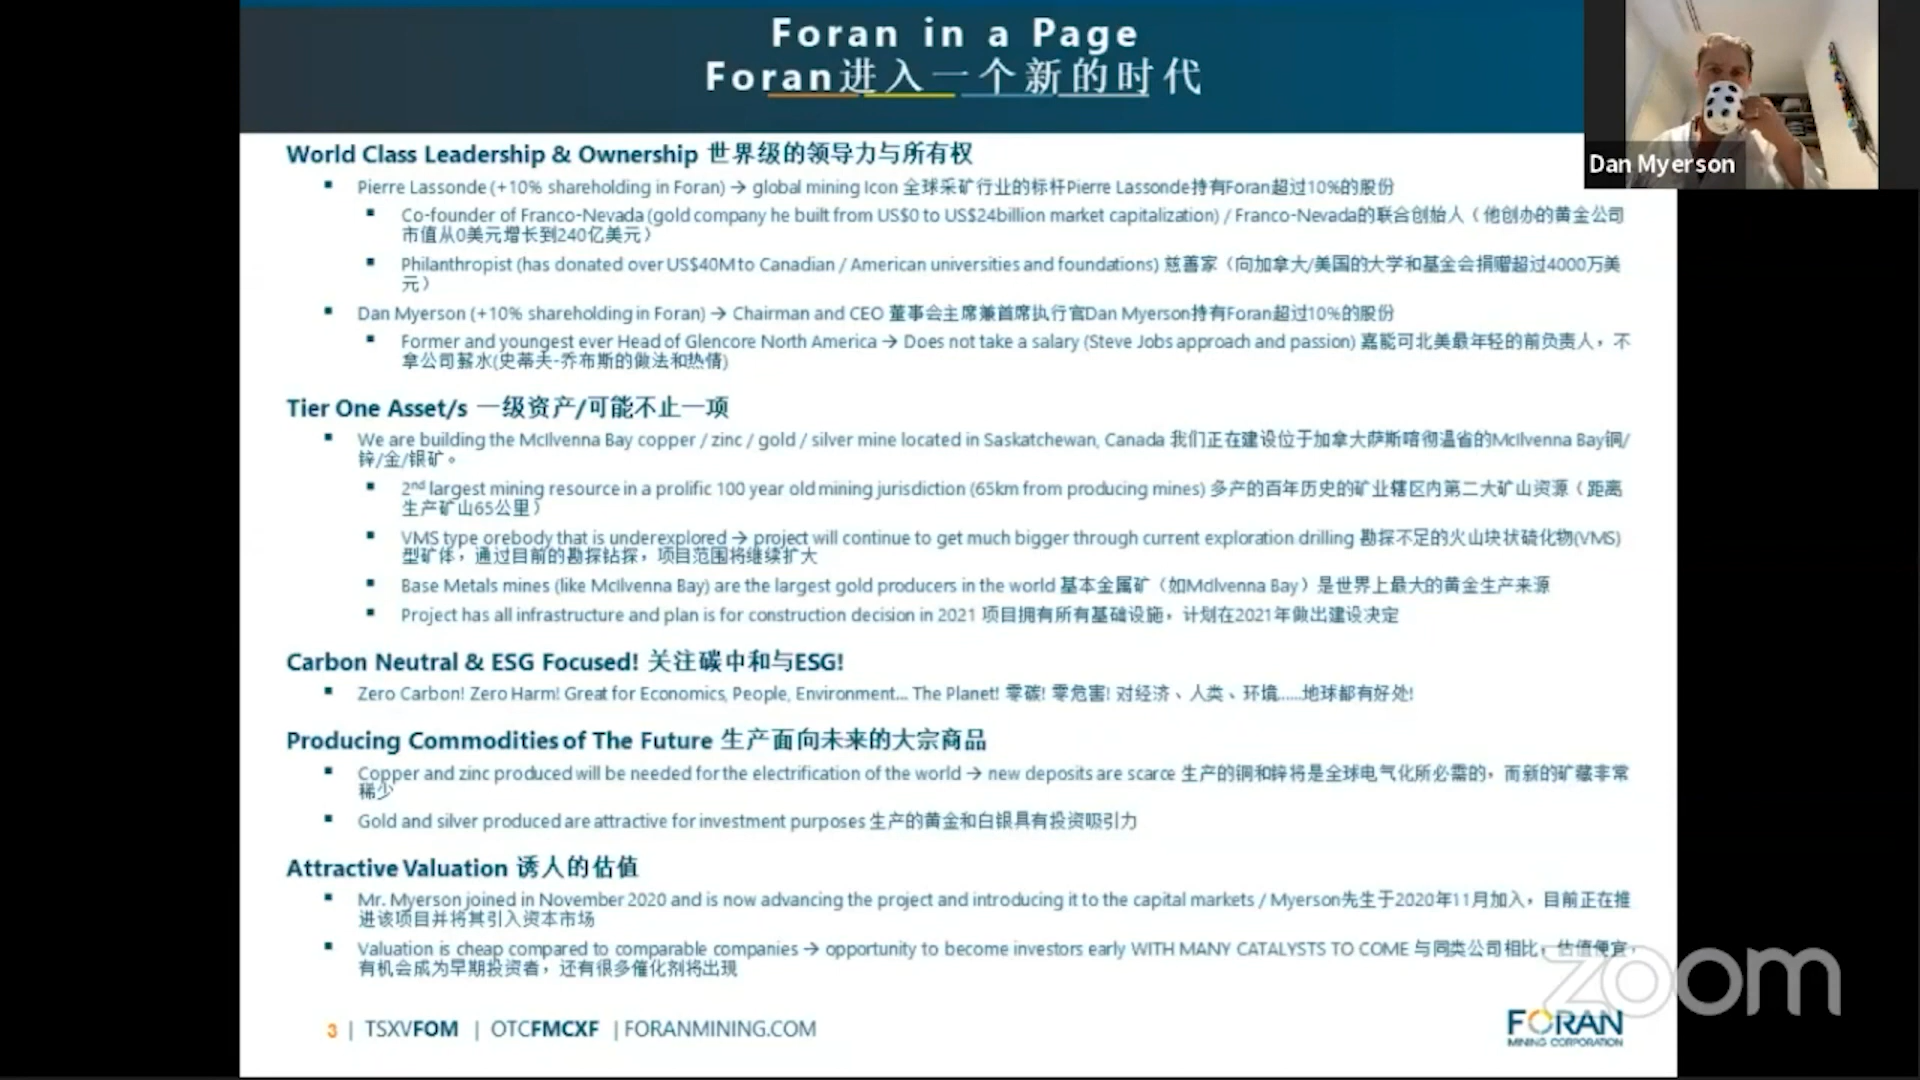 Foran in a Page
Foran进入一个新的时代
Dan Myerson
World Class Leadership & Ownership 世界级的领导力与所有权
Pierre Lassonde (+10% shareholding in Foran) → global mining Icon 全球采矿行业的标杆Pierre Lassonde持有Foran超过10%的股份
Co-founder of Franco-Nevada (gold company he built from US$0 to US$24billion market capitalization) / Franco-Nevada的联合创始人（他创办的黄金公司
市值从0美元增长到240亿美元）
Philanthropist (has donated over US$40M to Canadian / American universities and foundations) 慈善家（向加拿大/美国的大学和基金会捐赠超过4000万美
元）
Dan Myerson (+10% shareholding in Foran) → Chairman and CEO 董事会主席兼首席执行官Dan Myerson持有Foran超过10%的股份
Former and youngest ever Head of Glencore North America → Does not take a salary (Steve Jobs approach and passion) 嘉能可北美最年轻的前负责人，不
拿公司薪水(史蒂夫-乔布斯的做法和热情)
Tier One Asset/s 一级资产/可能不止一项
We are building the McIlvenna Bay copper / zinc / gold / silver mine located in Saskatchewan, Canada 我们正在建设位于加拿大萨斯喀彻温省的McIlvenna Bay铜/
锌/金/银矿。
2nd largest mining resource in a prolific 100 year old mining jurisdiction (65km from producing mines) 多产的百年历史的矿业辖区内第二大矿山资源（距离
生产矿山65公里）
VMS type orebody that is underexplored → project will continue to get much bigger through current exploration drilling 勘探不足的火山块状硫化物(VMS)
型矿体，通过目前的勘探钻探，项目范围将继续扩大
Base Metals mines (like McIlvenna Bay) are the largest gold producers in the world 基本金属矿（如McIlvenna Bay）是世界上最大的黄金生产来源
Project has all infrastructure and plan is for construction decision in 2021 项目拥有所有基础设施，计划在2021年做出建设决定
Carbon Neutral & ESG Focused! 关注碳中和与ESG!
Zero Carbon! Zero Harm! Great for Economics, People, Environment... The Planet! 零碳! 零危害! 对经济、人类、环境......地球都有好处!
Producing Commodities of The Future 生产面向未来的大宗商品
Copper and zinc produced will be needed for the electrification of the world → new deposits are scarce 生产的铜和锌将是全球电气化所必需的，而新的矿藏非常
稀少
Gold and silver produced are attractive for investment purposes 生产的黄金和白银具有投资吸引力
Attractive Valuation 诱人的估值
Mr. Myerson joined in November 2020 and is now advancing the project and introducing it to the capital markets / Myerson先生于2020年11月加入，目前正在推
进该项目并将其引入资本市场
Valuation is cheap compared to comparable companies → opportunity to become investors early WITH MANY CATALYSTS TO COME 与同类公司相比，估值便宜，
有机会成为早期投资者，还有很多催化剂将出现
zoom
3 | TSXVFOM | OTCFMCXF | FORANMINING.COM
FORAN
MINING CORPORATION